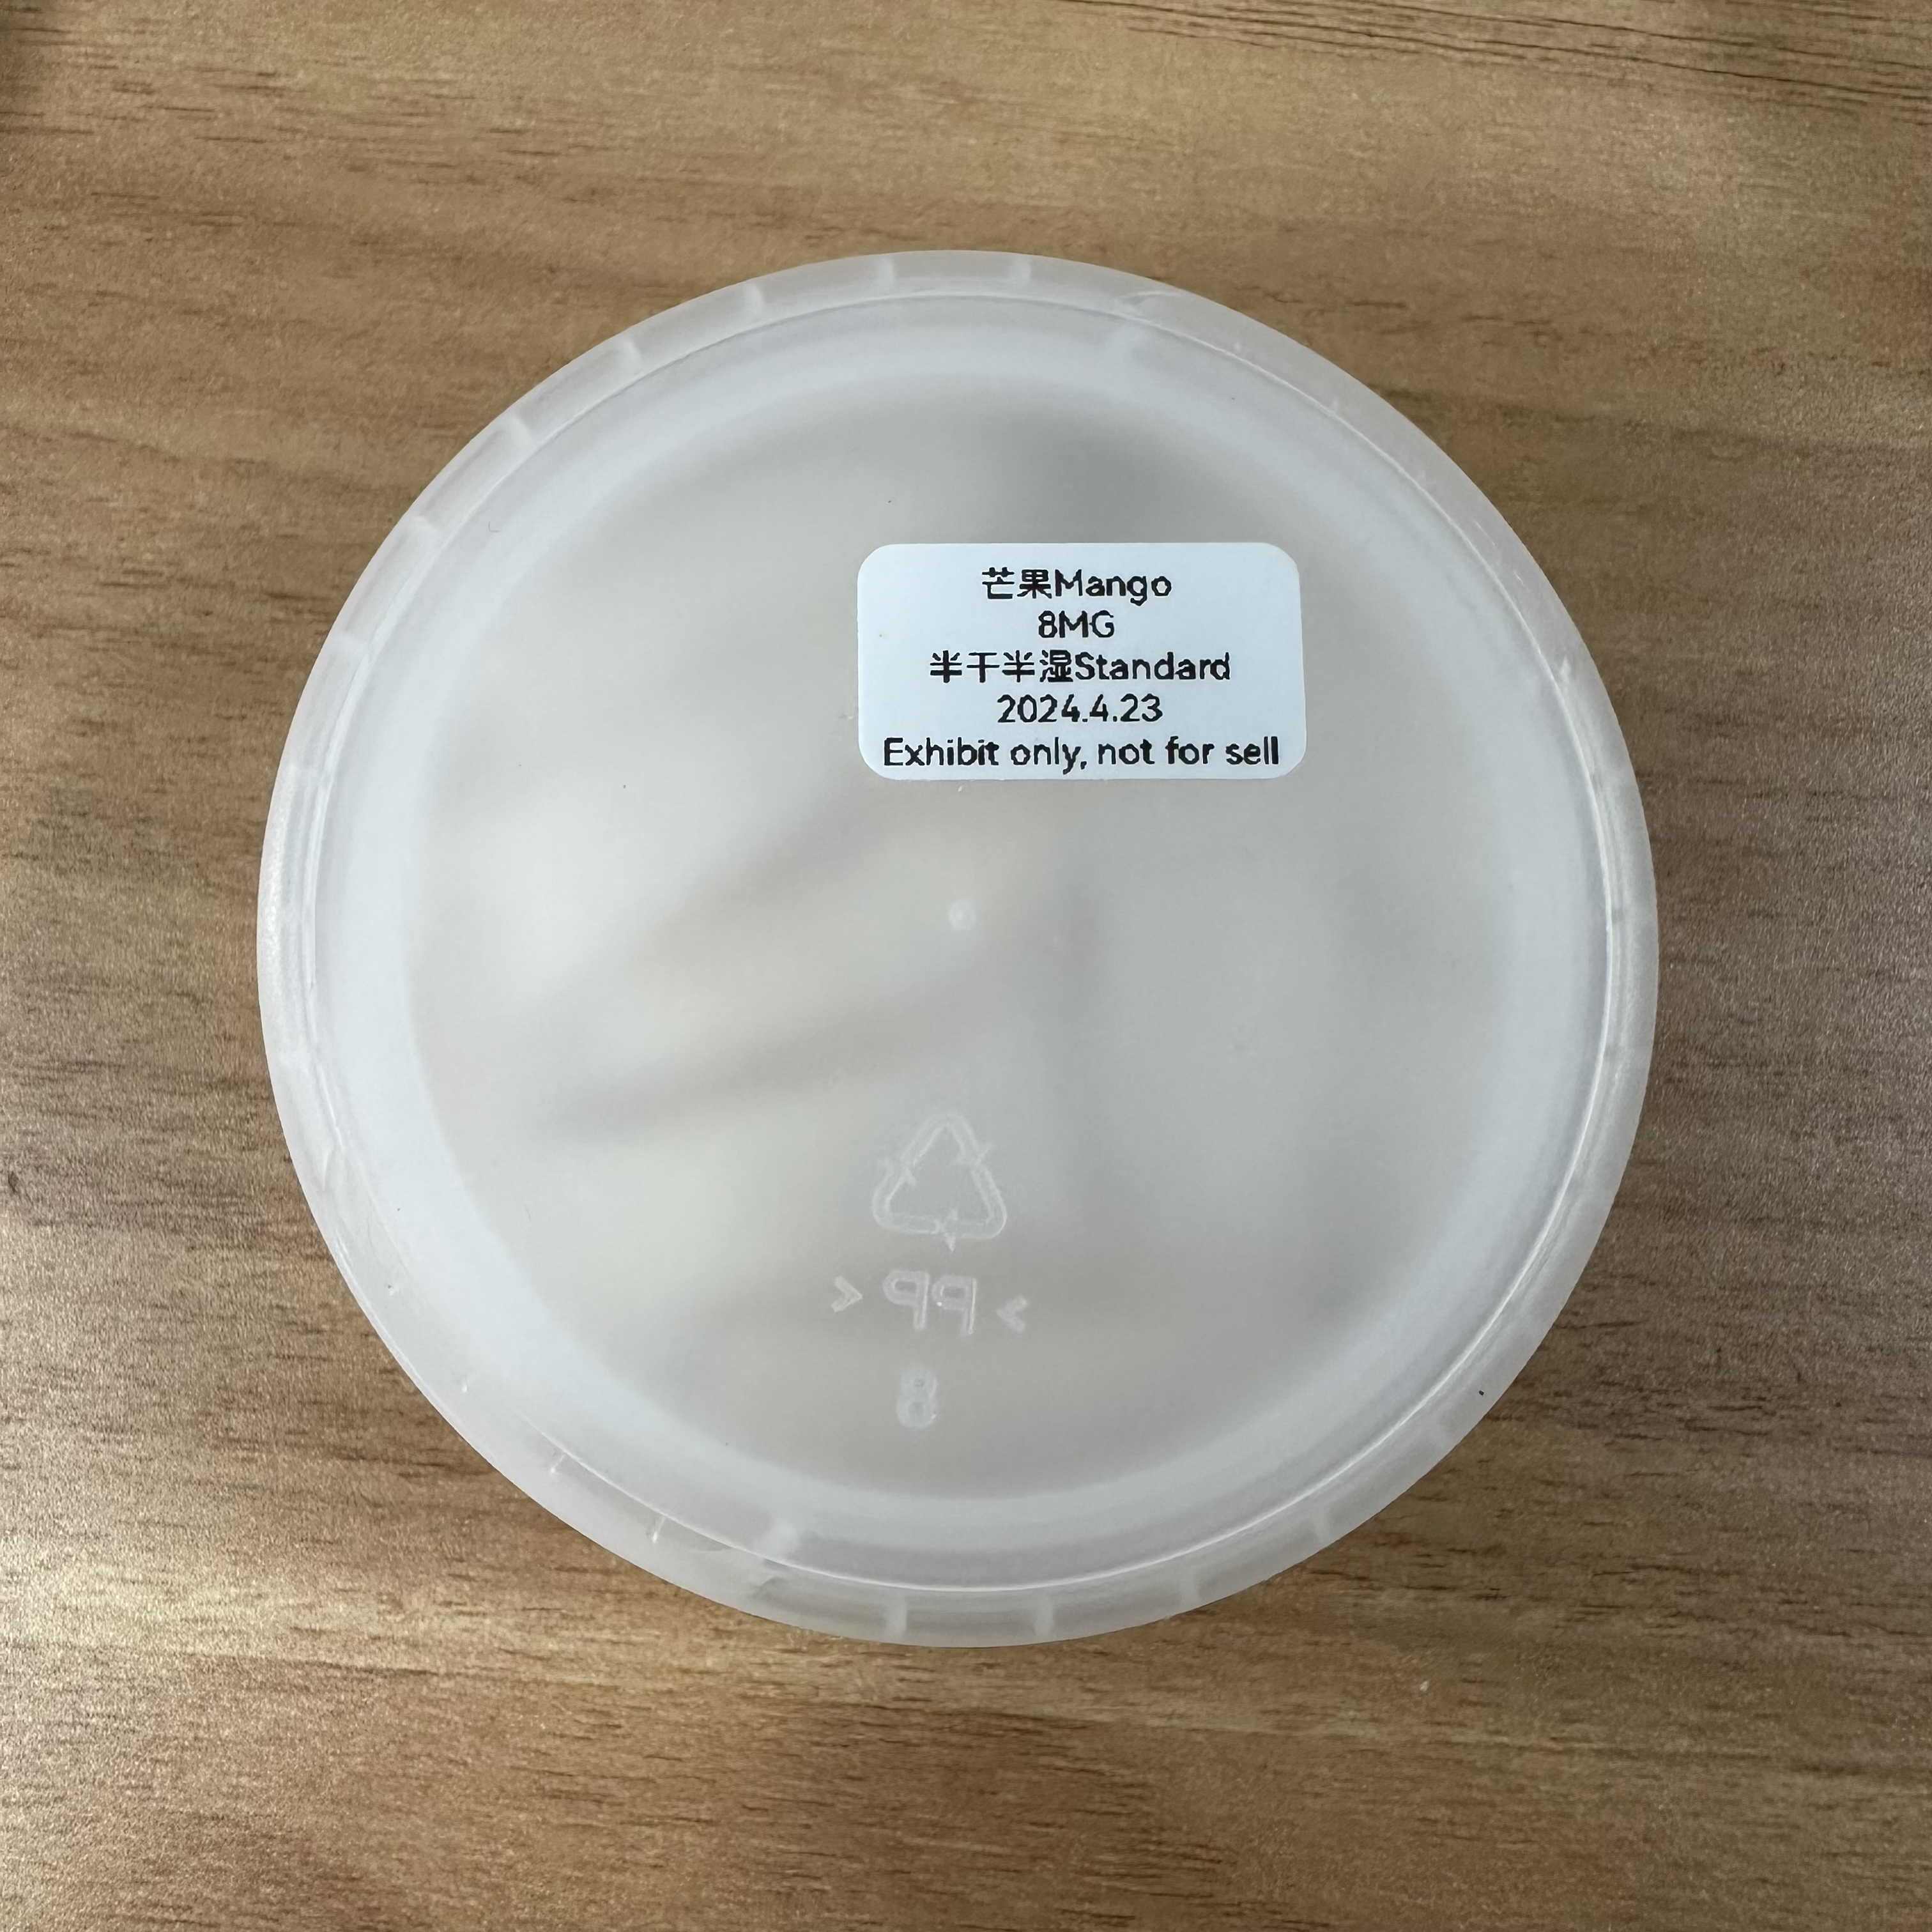 芒果Mango
8MG
半干半湿Standard
2024.4.23
Exhibit only, not for sell
> PP <
8